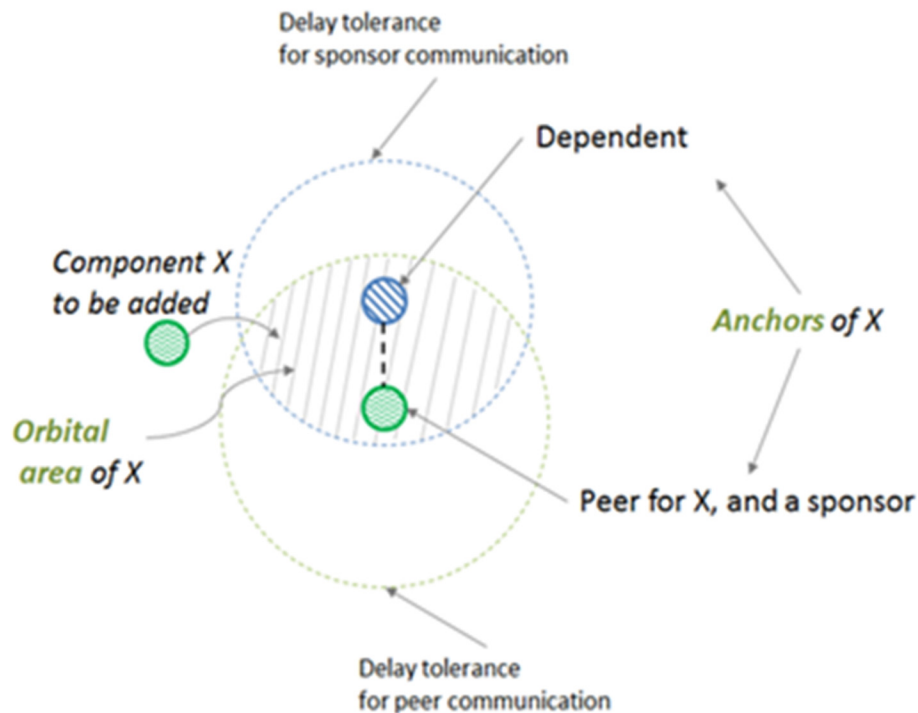 Delay tolerance
for sponsor communication
Dependent
Component X
to be added
Anchors of X
Orbital
area of X
Peer for X, and a sponsor
Delay tolerance
for peer communication